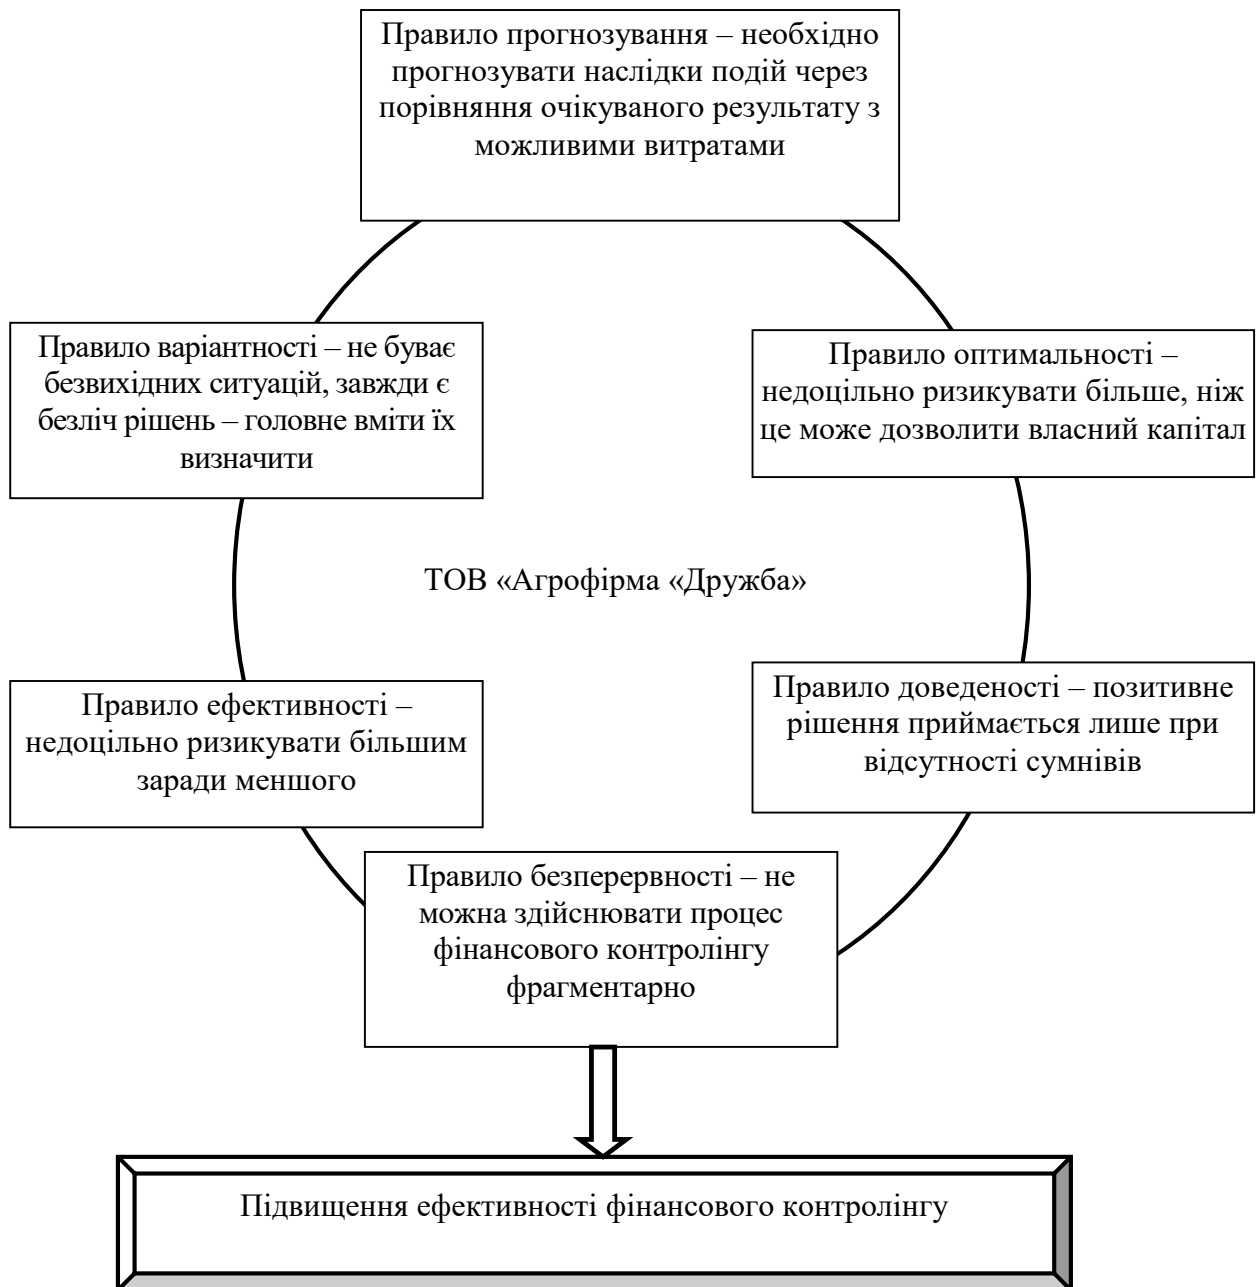 Правило прогнозування – необхідно
прогнозувати наслідки подій через
порівняння очікуваного результату з
можливими витратами
Правило варіантності – не буває
безвихідних ситуацій, завжди є
безліч рішень – головне вміти їх
визначити
Правило оптимальності –
недоцільно ризикувати більше, ніж
це може дозволити власний капітал
ТОВ «Агрофірма «Дружба»
Правило ефективності –
недоцільно ризикувати більшим
заради меншого
Правило доведеності – позитивне
рішення приймається лише при
відсутності сумнівів
Правило безперервності – не
можна здійснювати процес
фінансового контролінгу
фрагментарно
Підвищення ефективності фінансового контролінгу